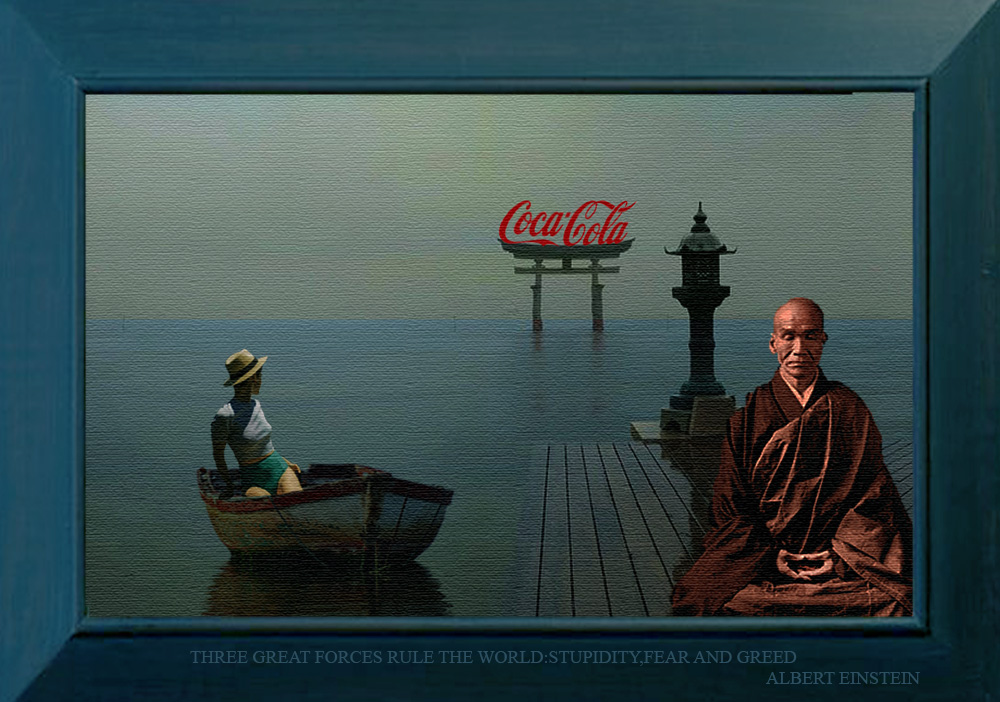 Coca-Cola
THREE GREAT FORCES RULE THE WORLD:STUPIDITY,FEAR AND GREED
ALBERT EINSTEIN